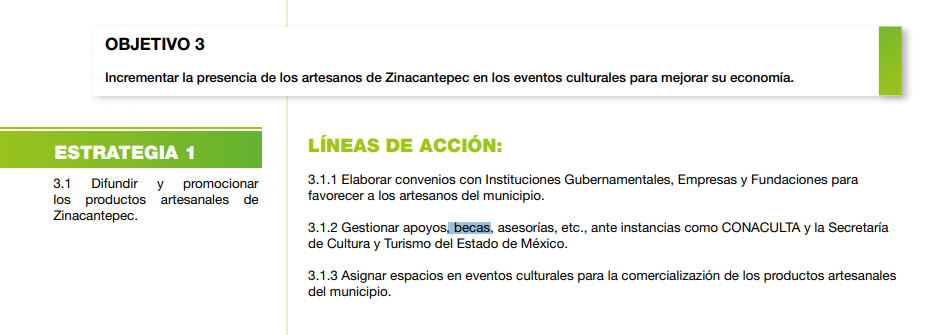 OBJETIVO 3
Incrementar la presencia de los artesanos de Zinacantepec en los eventos culturales para mejorar su economía.
ESTRATEGIA 1
3.1 Difundir y promocionar
los productos artesanales de
Zinacantepec.
LÍNEAS DE ACCIÓN:
3.1.1 Elaborar convenios con Instituciones Gubernamentales, Empresas y Fundaciones para
favorecer a los artesanos del municipio.
3.1.2 Gestionar apoyos, becas, asesorías, etc., ante instancias como CONACULTA y la Secretaría
de Cultura y Turismo del Estado de México.
3.1.3 Asignar espacios en eventos culturales para la comercializazión de los productos artesanales
del municipio.